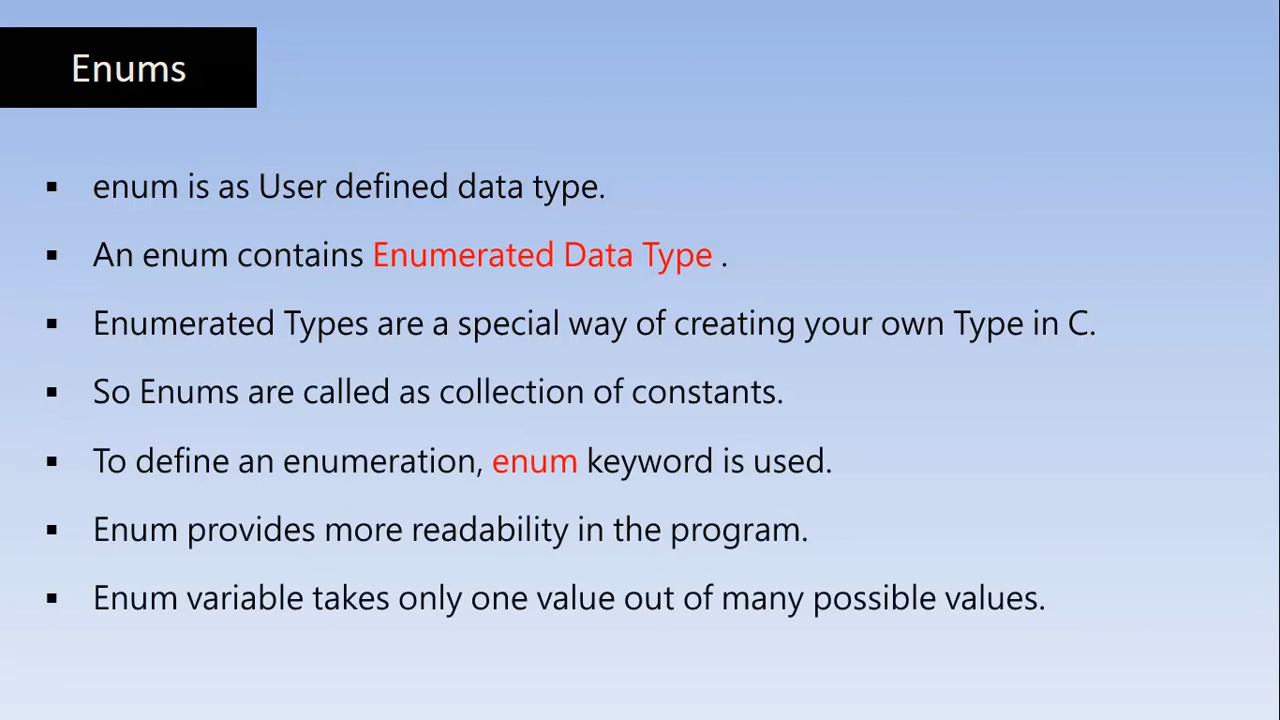 Enums
▪ enum is as User defined data type.
▪ An enum contains Enumerated Data Type .
▪ Enumerated Types are a special way of creating your own Type in C.
▪ So Enums are called as collection of constants.
▪ To define an enumeration, enum keyword is used.
▪ Enum provides more readability in the program.
▪ Enum variable takes only one value out of many possible values.